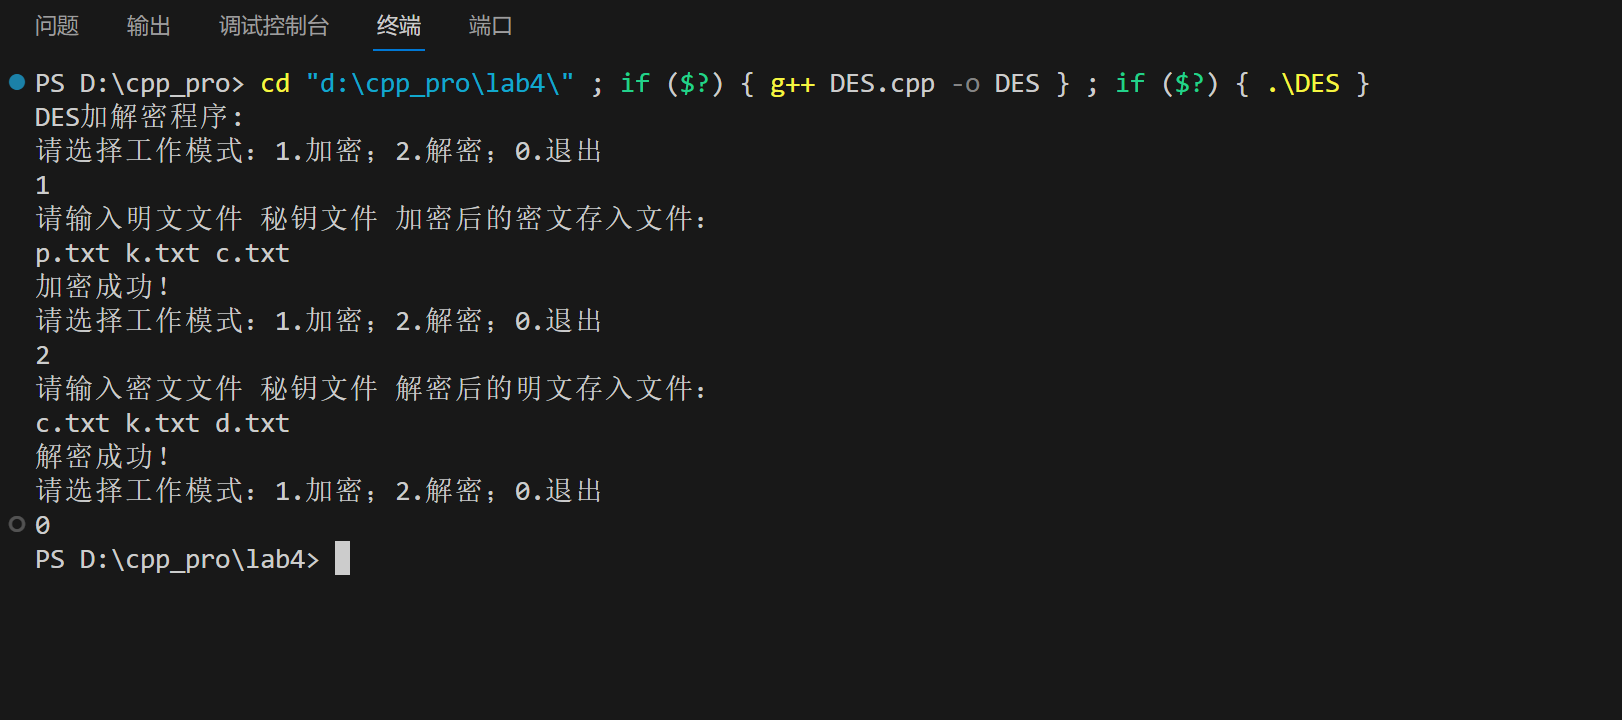 问题 输出 调试控制台 终端 端口
PS D:\cpp_pro> cd "d:\cpp_pro\lab4\" ; if ($?) { g++ DES.cpp -o DES } ; if ($?) { .\DES }
DES加解密程序:
请选择工作模式：1.加密；2.解密；0.退出
1
请输入明文文件 秘钥文件 加密后的密文存入文件：
p.txt k.txt c.txt
加密成功！
请选择工作模式：1.加密；2.解密；0.退出
2
请输入密文文件 秘钥文件 解密后的明文存入文件：
c.txt k.txt d.txt
解密成功！
请选择工作模式：1.加密；2.解密；0.退出
0
PS D:\cpp_pro\lab4>